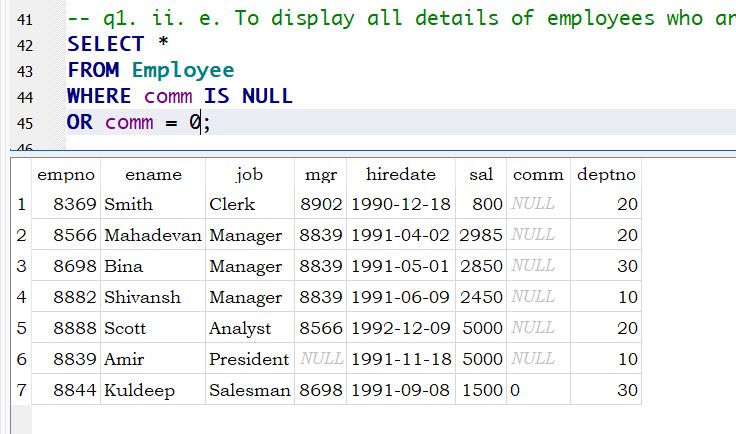 41 -- q1. ii. e. To display all details of employees who
42 SELECT *
43 FROM Employee
44 WHERE comm IS NULL
45 OR comm = 0;
46
empno ename job mgr hiredate sal comm deptno
1 8369 Smith Clerk 8902 1990-12-18 800 NULL 20
2 8566 Mahadevan Manager 8839 1991-04-02 2985 NULL 20
3 8698 Bina Manager 8839 1991-05-01 2850 NULL 30
4 8882 Shivansh Manager 8839 1991-06-09 2450 NULL 10
5 8888 Scott Analyst 8566 1992-12-09 5000 NULL 20
6 8839 Amir President NULL 1991-11-18 5000 NULL 10
7 8844 Kuldeep Salesman 8698 1991-09-08 1500 0 30